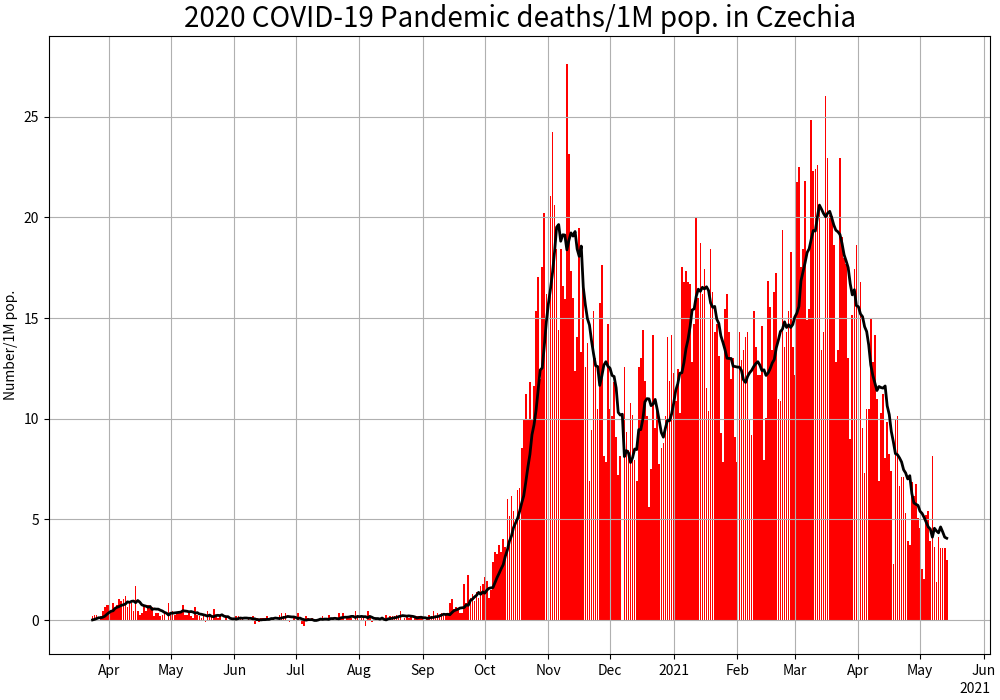 2020 COVID-19 Pandemic deaths/1M pop. in Czechia
Number/1M pop.
25
20
15
10
5
0
Apr May Jun Jul Aug Sep Oct Nov Dec 2021 Feb Mar Apr May Jun
2021